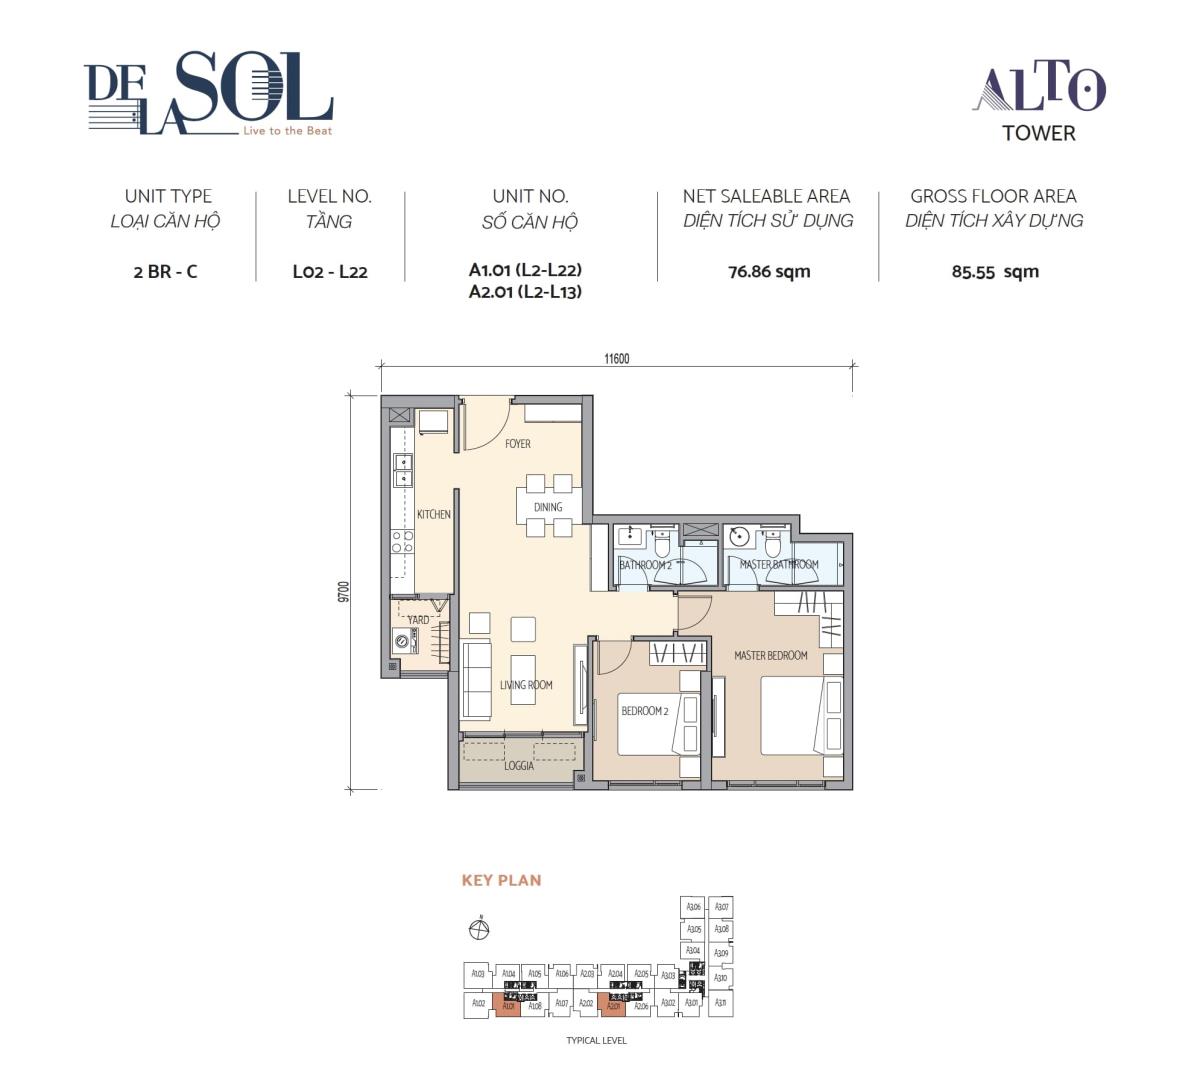 DE LA SOL
Live to the Beat
ALTO
TOWER
UNIT TYPE
LOẠI CĂN HỘ
2 BR - C
LEVEL NO.
TẦNG
L02 - L22
UNIT NO.
SỐ CĂN HỘ
A1.01 (L2-L22)
A2.01 (L2-L13)
NET SALEABLE AREA
DIỆN TÍCH SỬ DỤNG
76.86 sqm
GROSS FLOOR AREA
DIỆN TÍCH XÂY DỰNG
85.55 sqm
11600
9700
FOYER
DINING
KITCHEN
BATHROOM 2
MASTER BATHROOM
YARD
MASTER BEDROOM
LIVING ROOM
BEDROOM 2
LOGGIA
KEY PLAN
N
A3.06 A3.07
A3.05 A3.08
A3.04 A3.09
A1.03 A1.04 A1.05 A1.06 A2.03 A2.04 A2.05 A3.03 A3.10
A1.02 A1.01 A1.08 A1.07 A2.02 A2.01 A2.06 A3.02 A3.01 A3.11
TYPICAL LEVEL